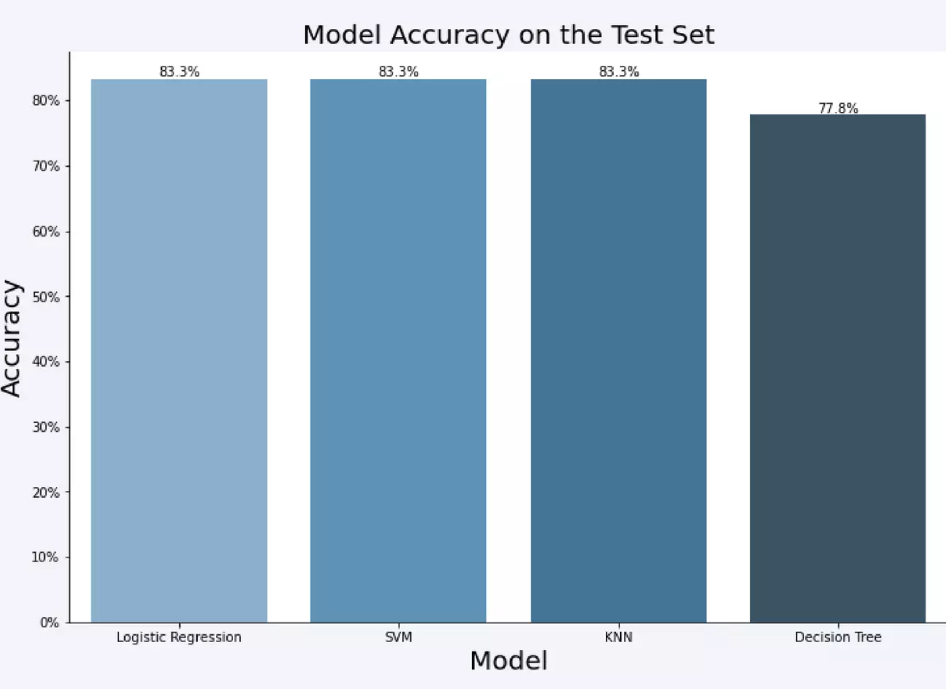 Model Accuracy on the Test Set
83.3%
83.3%
83.3%
77.8%
80%
70%
60%
50%
40%
30%
20%
10%
0%
Accuracy
Logistic Regression
SVM
KNN
Decision Tree
Model